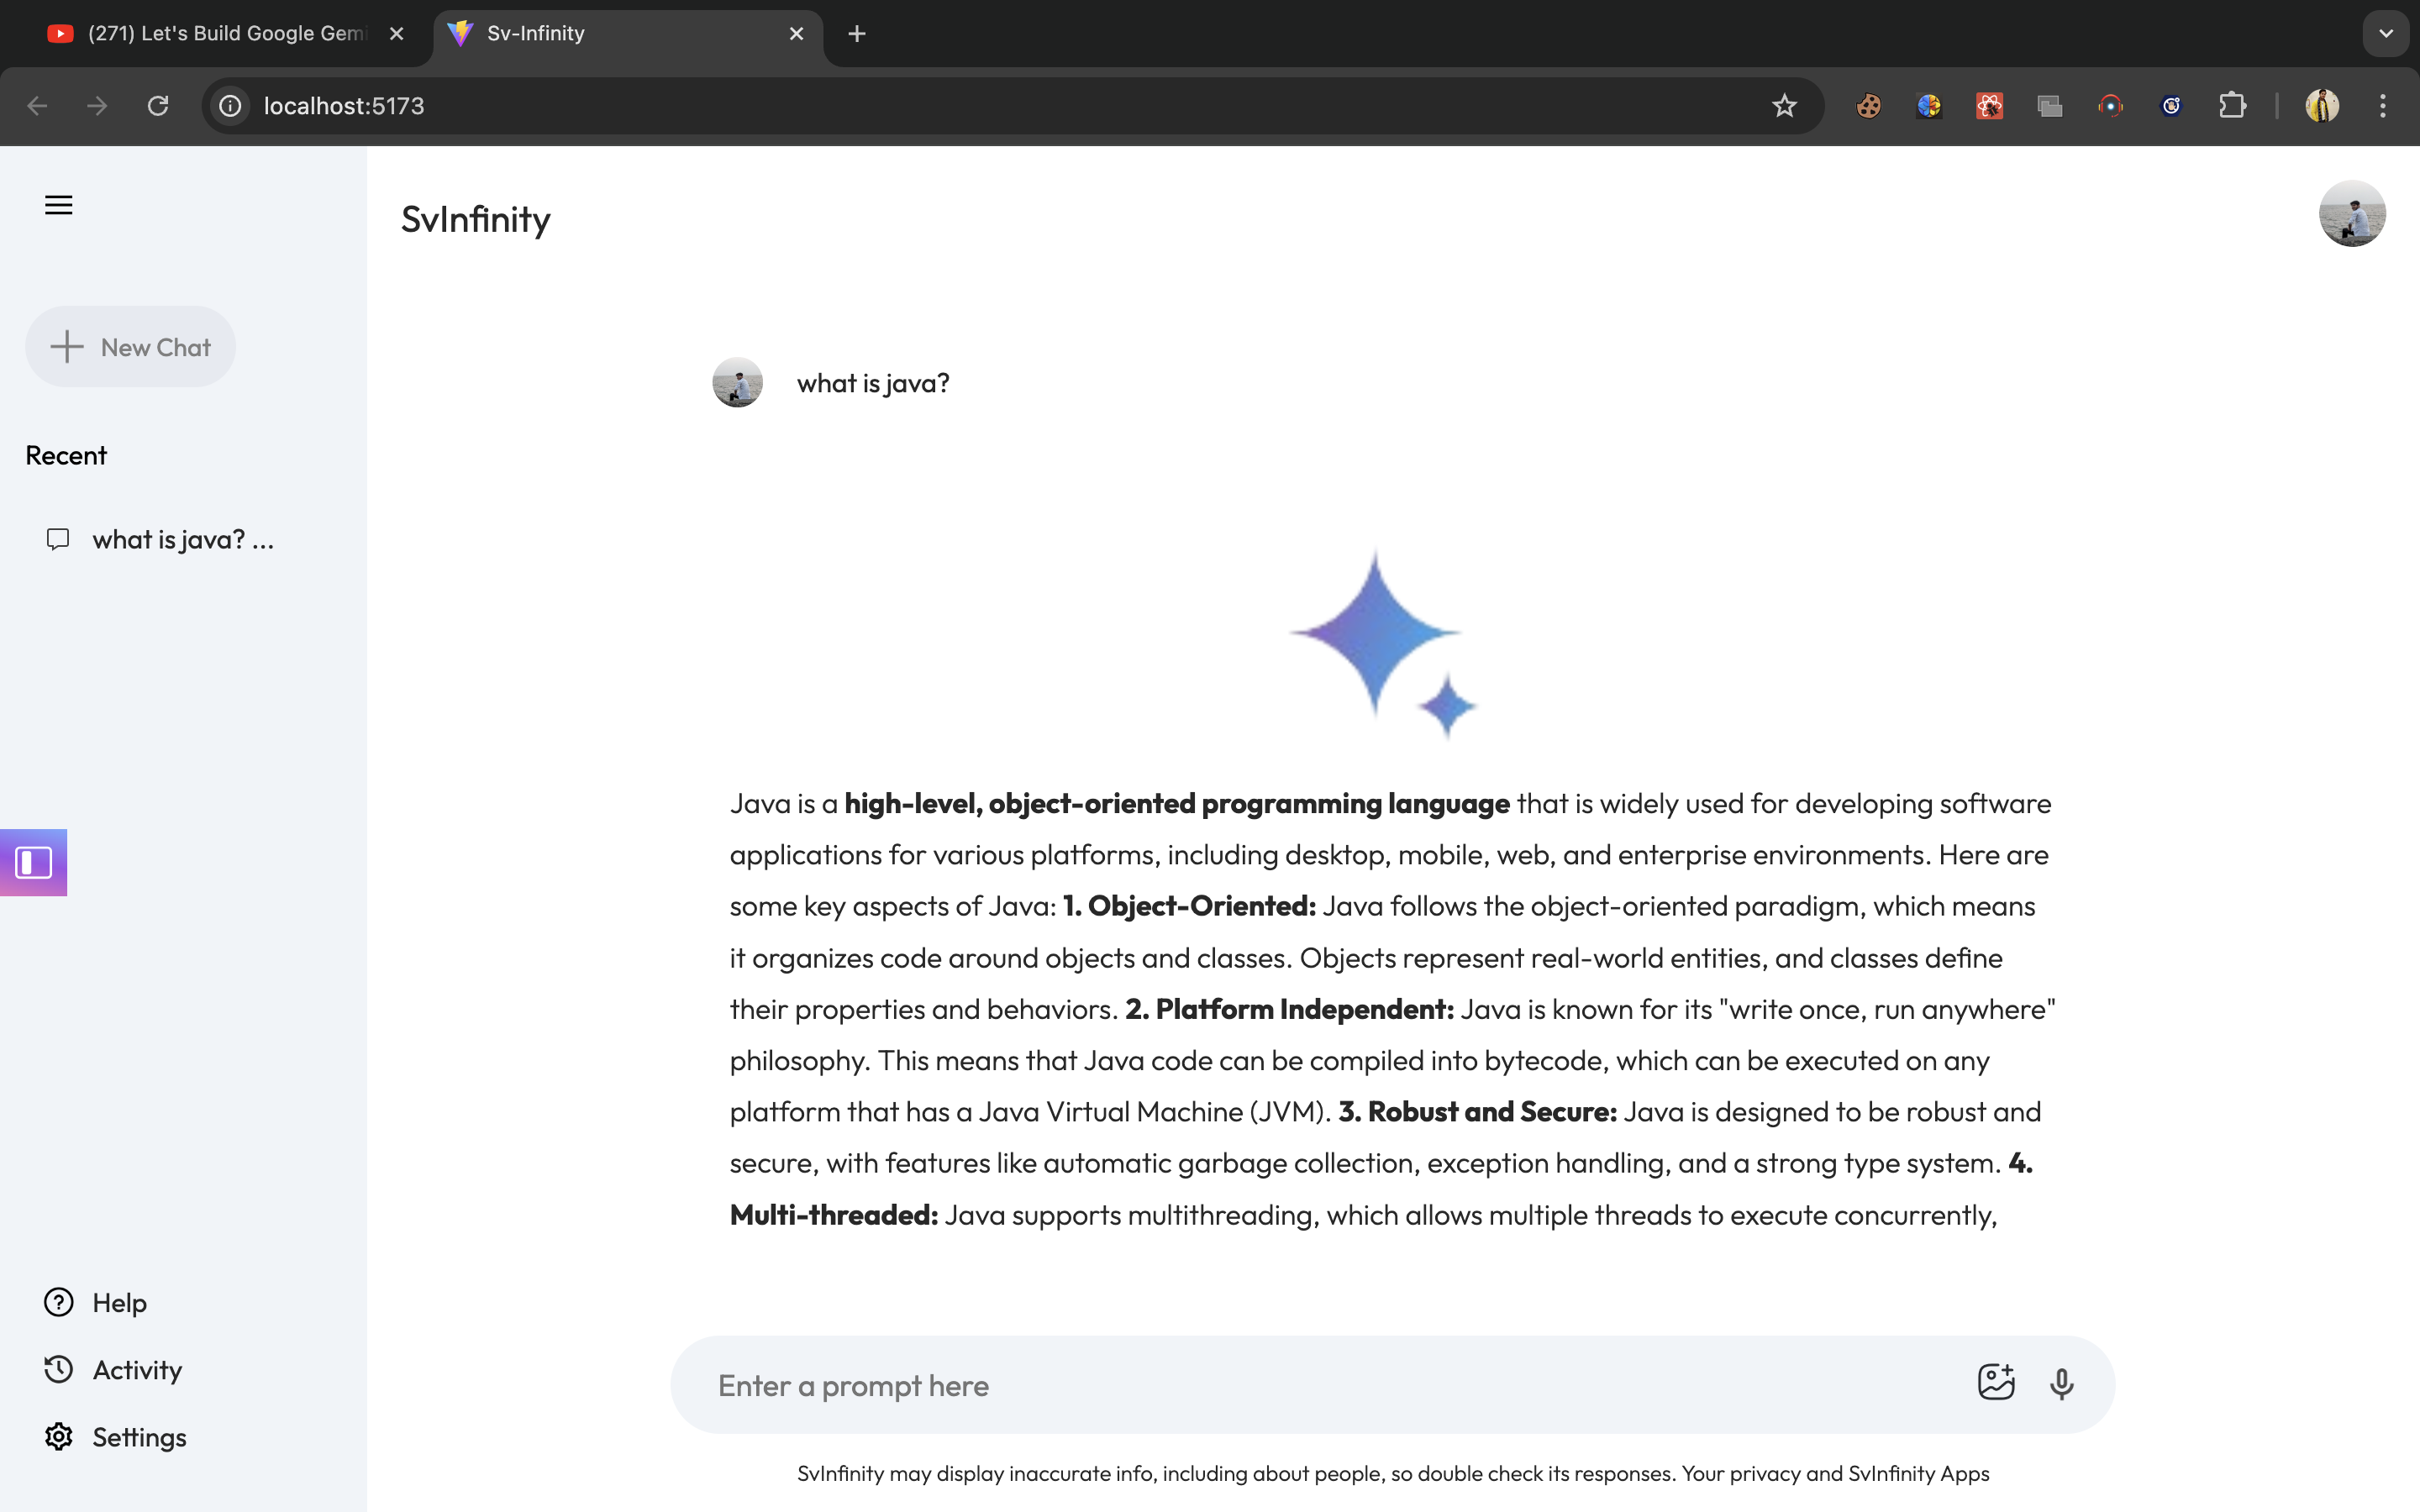 (271) Let's Build Google Gemi
Sv-Infinity
localhost:5173
SvInfinity
New Chat
Recent
what is java? ...
Help
Activity
Settings
what is java?
Java is a high-level, object-oriented programming language that is widely used for developing software
applications for various platforms, including desktop, mobile, web, and enterprise environments. Here are
some key aspects of Java: 1. Object-Oriented: Java follows the object-oriented paradigm, which means
it organizes code around objects and classes. Objects represent real-world entities, and classes define
their properties and behaviors. 2. Platform Independent: Java is known for its "write once, run anywhere"
philosophy. This means that Java code can be compiled into bytecode, which can be executed on any
platform that has a Java Virtual Machine (JVM). 3. Robust and Secure: Java is designed to be robust and
secure, with features like automatic garbage collection, exception handling, and a strong type system. 4.
Multi-threaded: Java supports multithreading, which allows multiple threads to execute concurrently,
Enter a prompt here
SvInfinity may display inaccurate info, including about people, so double check its responses. Your privacy and SvInfinity Apps